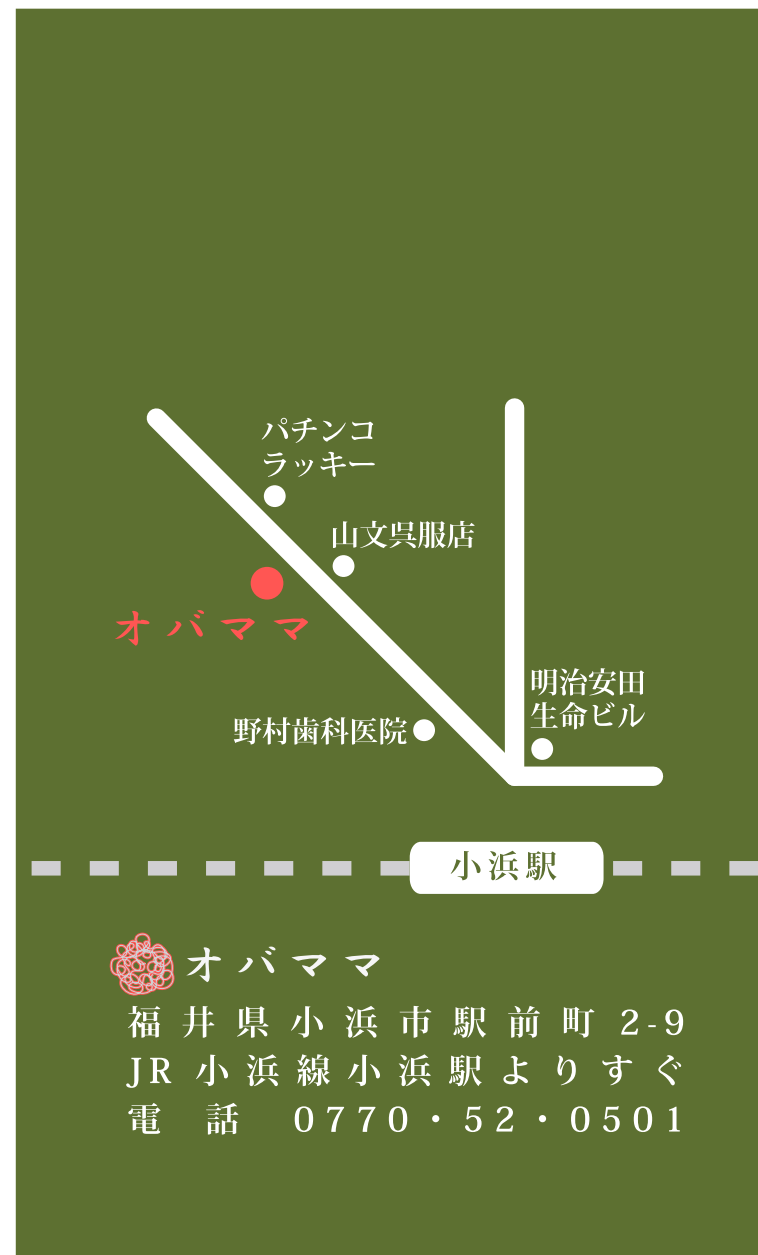 パチンコ
ラッキー
山文呉服店
オバママ
明治安田
生命ビル
野村歯科医院
小浜駅
オバママ
福井県小浜市駅前町2-9
JR小浜線小浜駅よりすぐ
電話 0770・52・0501